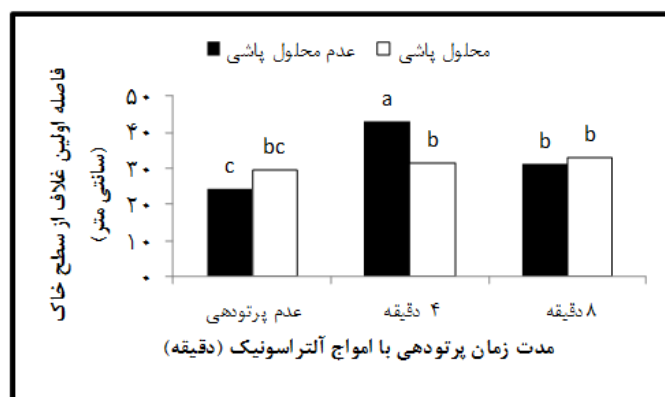 عدم محلول پاشی
محلول پاشی
فاصله اولین غلاف از سطح خاک
(سانتی متر)
۵۰
۴۰
۳۰
۲۰
۱۰
۰
c
bc
a
b
b
b
عدم پرتودهی
۴ دقیقه
۸ دقیقه
مدت زمان پرتودهی با امواج آلتراسونیک (دقیقه)